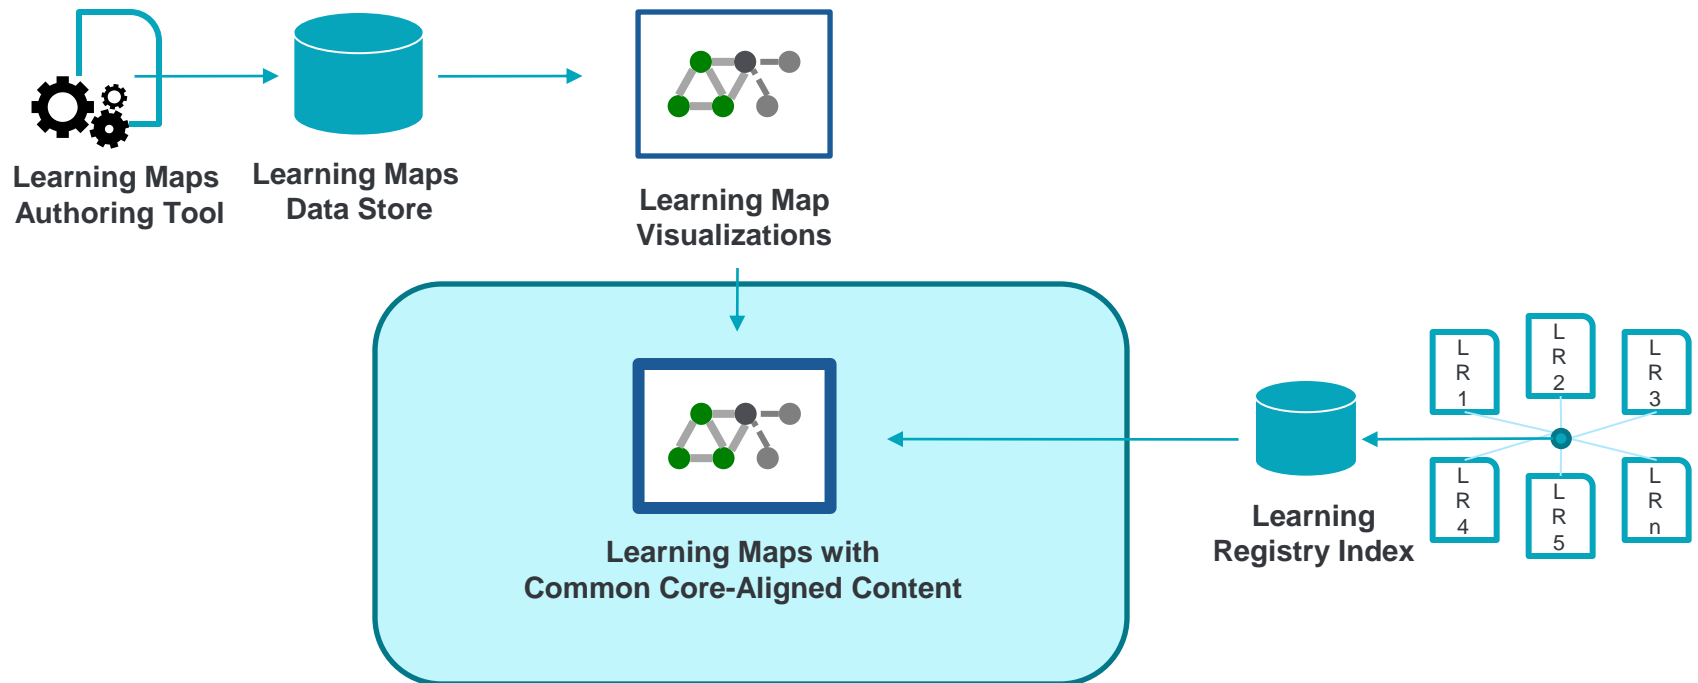 Learning Maps
Authoring Tool
Learning Maps
Data Store
Learning Map
Visualizations
L
R
1
L
R
2
L
R
3
L
R
4
L
R
5
L
R
n
Learning
Registry Index
Learning Maps with
Common Core-Aligned Content